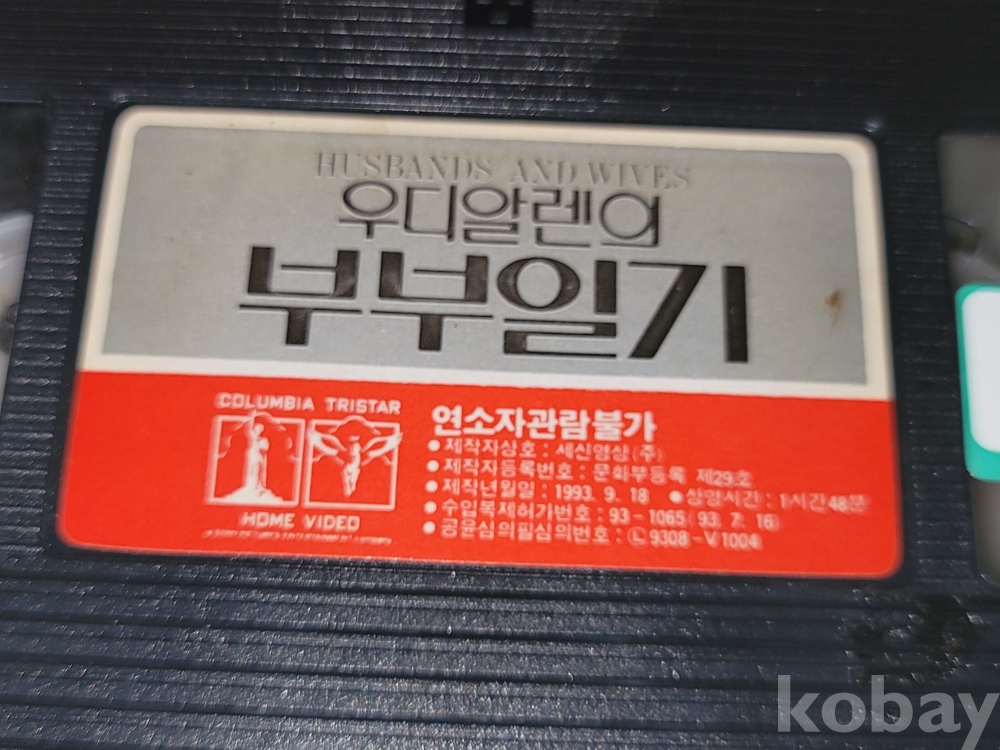 HUSBANDS AND WIVES
우디알렌의
부부일기
COLUMBIA TRISTAR
HOME VIDEO
연소자관람불가
●제작자상호 : 세신영상(주)
●제작자등록번호 : 문화부등록 제29호
●제작년월일 : 1993. 9. 18 ●상영시간 : 1시간48분
●수입복제허가번호 : 93-1065(93. 7. 16)
●공윤심의필심의번호 : Ⓛ9308-V1004
kobay